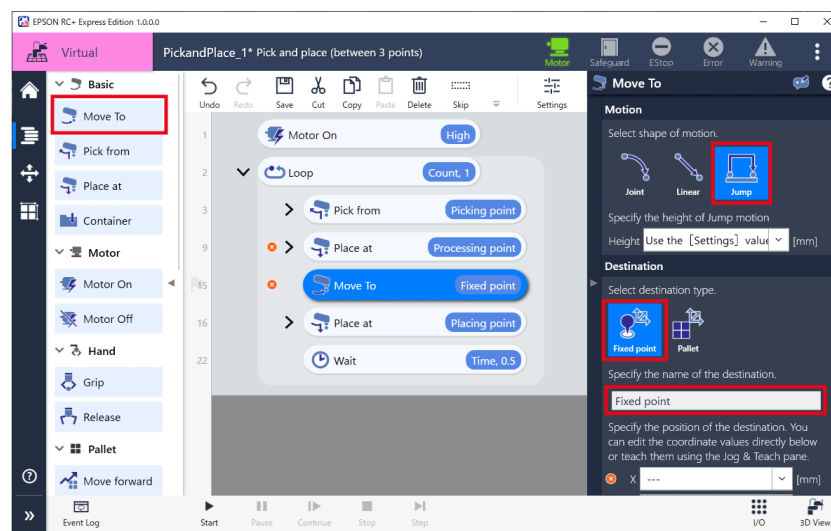 EPSON RC+ Express Edition 1.0.0.0
Virtual
PickandPlace_1* Pick and place (between 3 points)
Motor
Safeguard
EStop
Error
Warning
Basic
Move To
Pick from
Place at
Container
Motor
Motor On
Motor Off
Hand
Grip
Release
Pallet
Move forward
Undo
Redo
Save
Cut
Copy
Paste
Delete
Skip
Settings
1 Motor On High
2 Loop Count, 1
3 Pick from Picking point
9 Place at Processing point
15 Move To Fixed point
16 Place at Placing point
22 Wait Time, 0.5
Move To
Motion
Select shape of motion.
Joint
Linear
Jump
Specify the height of Jump motion
Height Use the [Settings] value [mm]
Destination
Select destination type.
Fixed point
Pallet
Specify the name of the destination.
Fixed point
Specify the position of the destination. You
can edit the coordinate values directly below
or teach them using the Jog & Teach pane.
X --- [mm]
Event Log
Start
Pause
Continue
Stop
Step
I/O
3D View